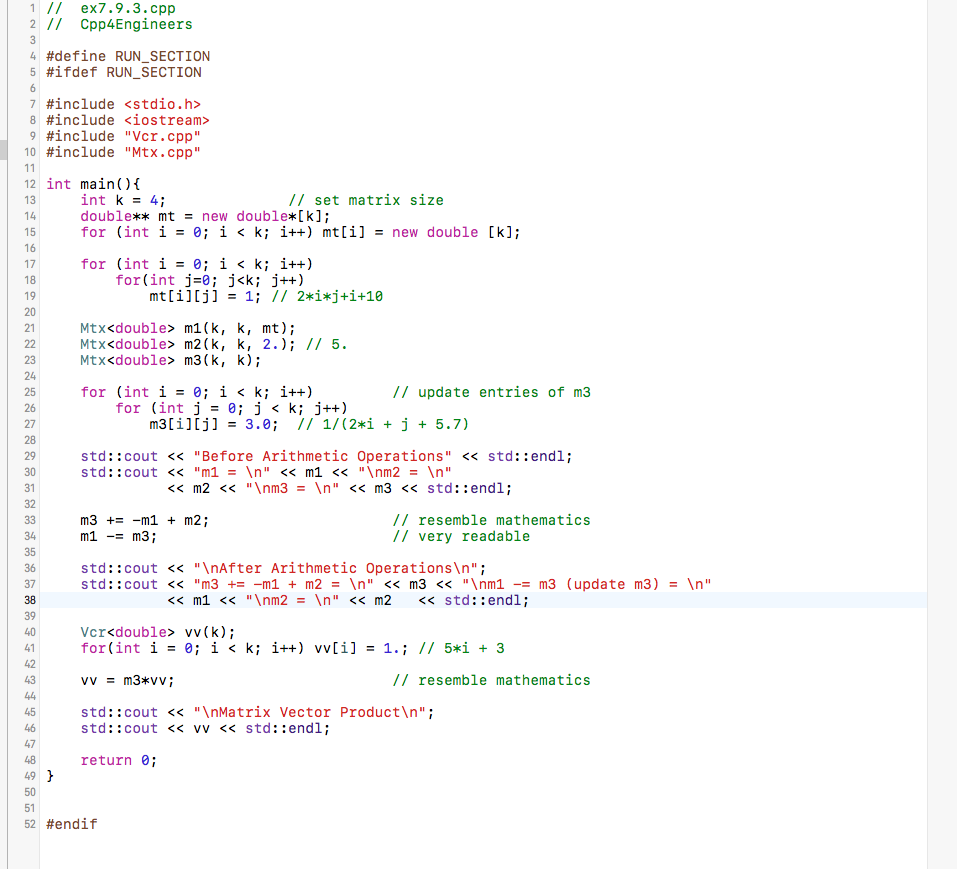 1 //  ex7.9.3.cpp
2 //  Cpp4Engineers
3
4 #define RUN_SECTION
5 #ifdef RUN_SECTION
6
7 #include <stdio.h>
8 #include <iostream>
9 #include "Vcr.cpp"
10 #include "Mtx.cpp"
11
12 int main(){
13     int k = 4;              // set matrix size
14     double** mt = new double*[k];
15     for (int i = 0; i < k; i++) mt[i] = new double [k];
16
17     for (int i = 0; i < k; i++)
18         for(int j=0; j<k; j++)
19             mt[i][j] = 1; // 2*i*j+i+10
20
21     Mtx<double> m1(k, k, mt);
22     Mtx<double> m2(k, k, 2.); // 5.
23     Mtx<double> m3(k, k);
24
25     for (int i = 0; i < k; i++)         // update entries of m3
26         for (int j = 0; j < k; j++)
27             m3[i][j] = 3.0;  // 1/(2*i + j + 5.7)
28
29     std::cout << "Before Arithmetic Operations" << std::endl;
30     std::cout << "m1 = \n" << m1 << "\nm2 = \n"
31               << m2 << "\nm3 = \n" << m3 << std::endl;
32
33     m3 += -m1 + m2;                     // resemble mathematics
34     m1 -= m3;                           // very readable
35
36     std::cout << "\nAfter Arithmetic Operations\n";
37     std::cout << "m3 += -m1 + m2 = \n" << m3 << "\nm1 -= m3 (update m3) = \n"
38               << m1 << "\nm2 = \n" << m2   << std::endl;
39
40     Vcr<double> vv(k);
41     for(int i = 0; i < k; i++) vv[i] = 1.; // 5*i + 3
42
43     vv = m3*vv;                         // resemble mathematics
44
45     std::cout << "\nMatrix Vector Product\n";
46     std::cout << vv << std::endl;
47
48     return 0;
49 }
50
51
52 #endif